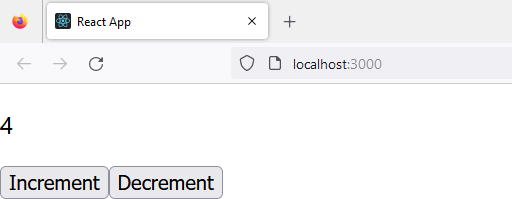 React App
localhost:3000
4
Increment Decrement